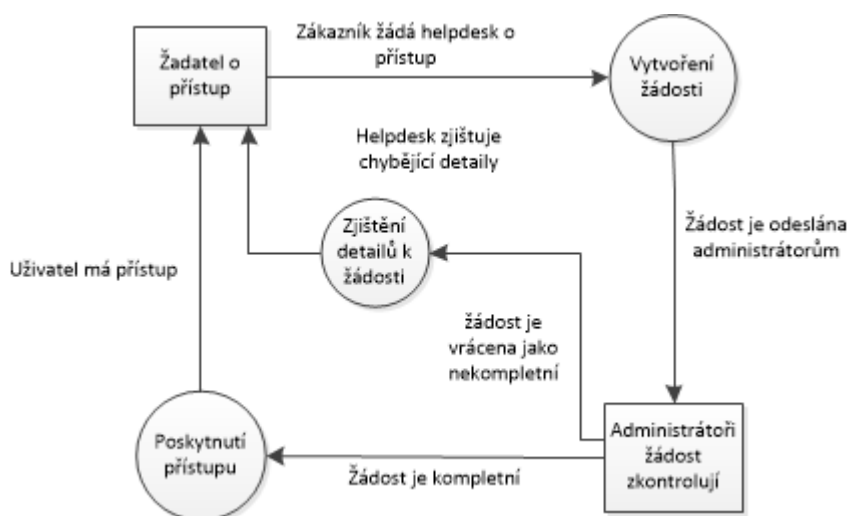 Žadatel o
přístup
Zákazník žádá helpdesk o
přístup
Vytvoření
žádosti
Helpdesk zjištuje
chybějící detaily
Zjištění
detailů k
žádosti
Žádost je odeslána
administrátorům
Uživatel má přístup
žádost je
vrácena jako
nekompletní
Poskytnutí
přístupu
Žádost je kompletní
Administrátoři
žádost
zkontrolují